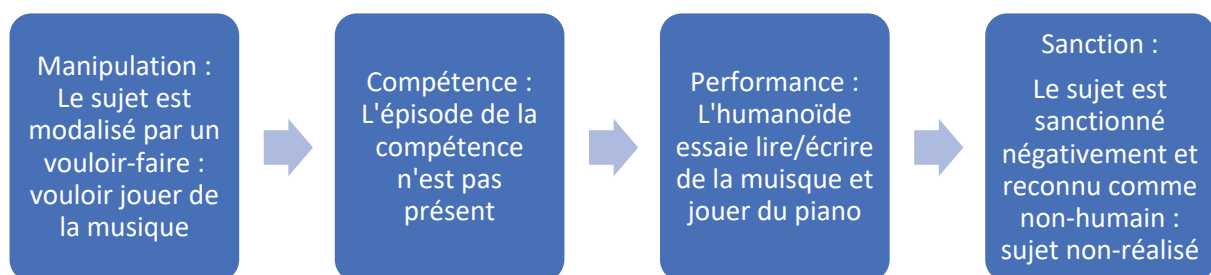 Manipulation :
Le sujet est
modalisé par un
vouloir-faire :
vouloir jouer de
la musique
Compétence :
L'épisode de la
compétence
n'est pas
présent
Performance :
L'humanoïde
essaie lire/écrire
de la muisque et
jouer du piano
Sanction :
Le sujet est
sanctionné
négativement et
reconnu comme
non-humain :
sujet non-réalisé